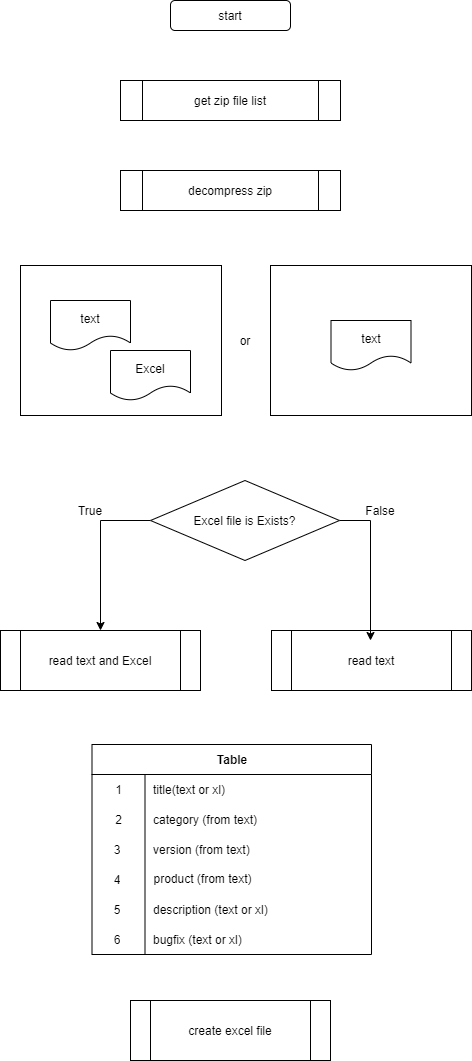 start
get zip file list
decompress zip
text
Excel
or
text
Excel file is Exists?
True
False
read text and Excel
read text
Table
1 title(text or xl)
2 category (from text)
3 version (from text)
4 product (from text)
5 description (text or xl)
6 bugfix (text or xl)
create excel file